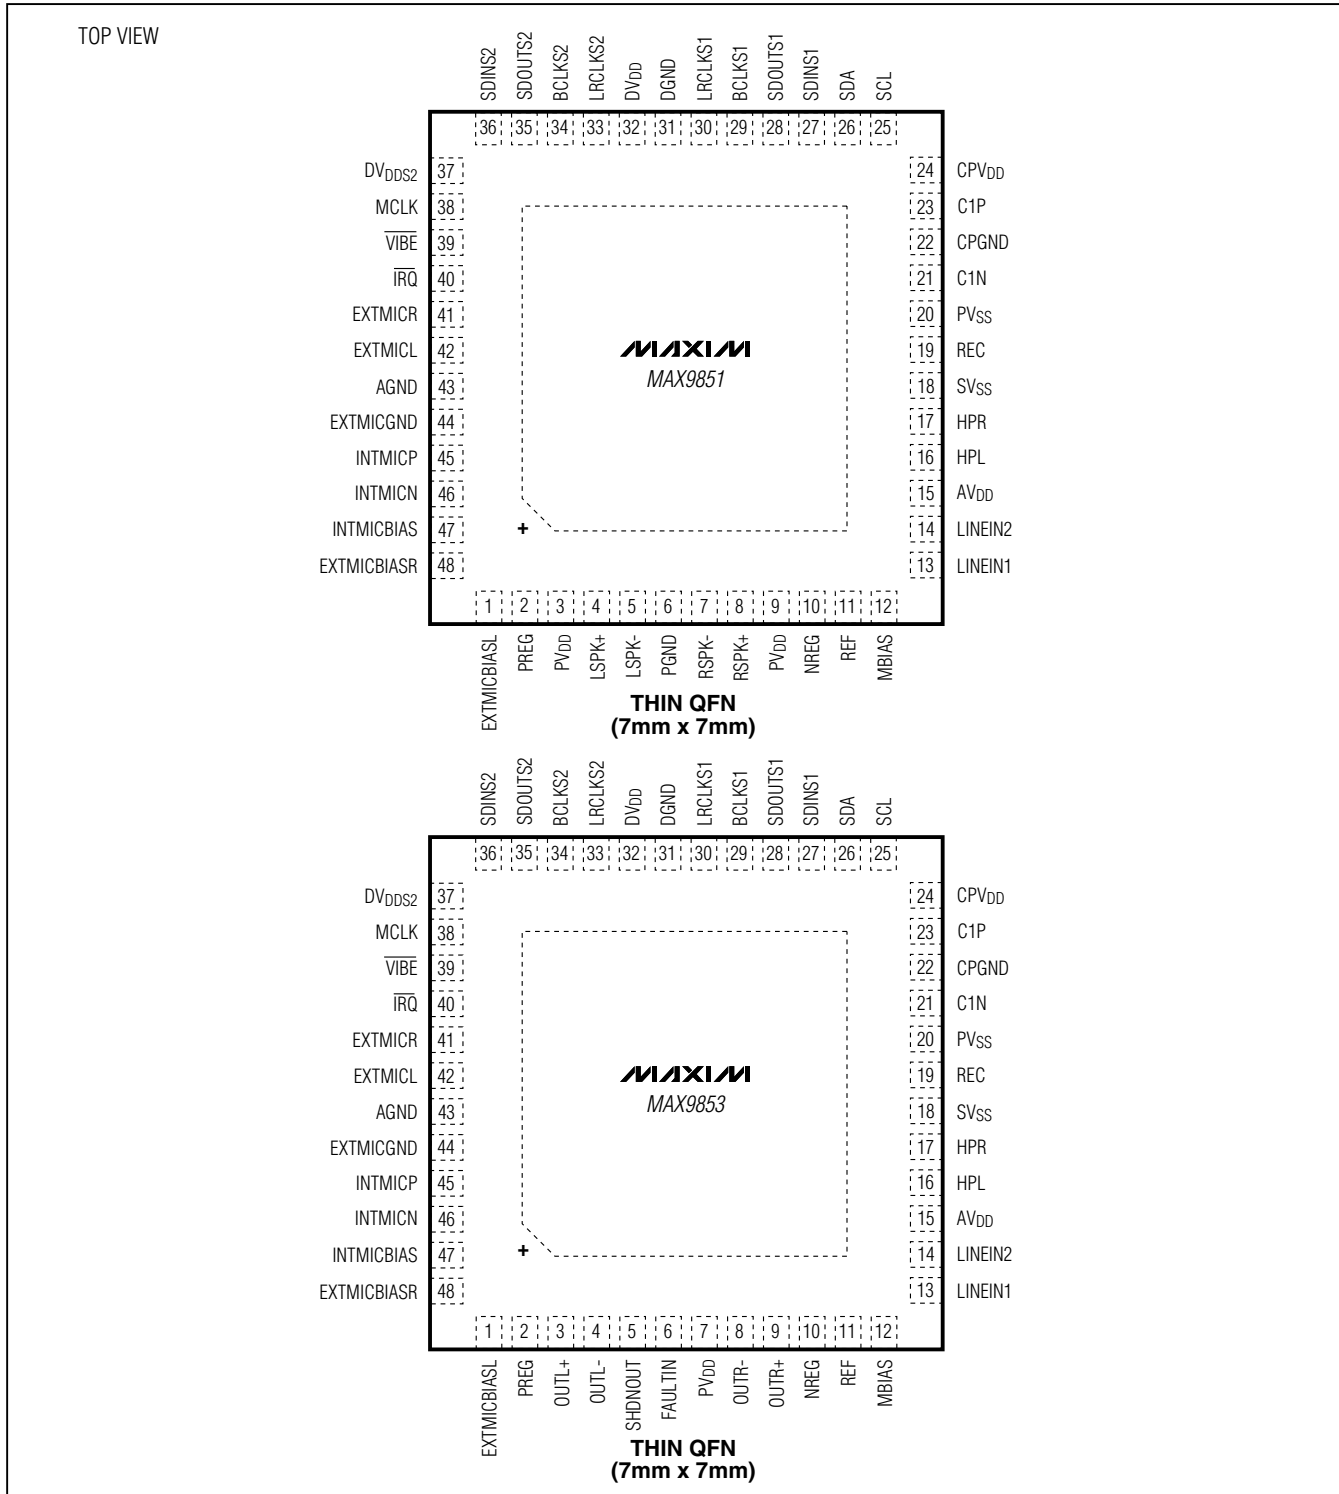 TOP VIEW
SDINS2 SDOUTS2 BCLKS2 LRCLKS2 DVDD DGND LRCLKS1 BCLKS1 SDOUTS1 SDINS1 SDA SCL
36 35 34 33 32 31 30 29 28 27 26 25
DVDDS2 37 24 CPVDD
MCLK 38 23 C1P
VIBE 39 22 CPGND
IRQ 40 21 C1N
EXTMICR 41 20 PVSS
EXTMICL 42 19 REC
MAXIM
MAX9851
AGND 43 18 SVSS
EXTMICGND 44 17 HPR
INTMICP 45 16 HPL
INTMICN 46 15 AVDD
INTMICBIAS 47 + 14 LINEIN2
EXTMICBIASR 48 13 LINEIN1
1 2 3 4 5 6 7 8 9 10 11 12
EXTMICBIASL PREG PVDD LSPK+ LSPK- PGND RSPK- RSPK+ PVDD NREG REF MBIAS
THIN QFN
(7mm x 7mm)
SDINS2 SDOUTS2 BCLKS2 LRCLKS2 DVDD DGND LRCLKS1 BCLKS1 SDOUTS1 SDINS1 SDA SCL
36 35 34 33 32 31 30 29 28 27 26 25
DVDDS2 37 24 CPVDD
MCLK 38 23 C1P
VIBE 39 22 CPGND
IRQ 40 21 C1N
EXTMICR 41 20 PVSS
EXTMICL 42 19 REC
MAXIM
MAX9853
AGND 43 18 SVSS
EXTMICGND 44 17 HPR
INTMICP 45 16 HPL
INTMICN 46 15 AVDD
INTMICBIAS 47 + 14 LINEIN2
EXTMICBIASR 48 13 LINEIN1
1 2 3 4 5 6 7 8 9 10 11 12
EXTMICBIASL PREG OUTL+ OUTL- SHDNOUT FAULTIN PVDD OUTR- OUTR+ NREG REF MBIAS
THIN QFN
(7mm x 7mm)